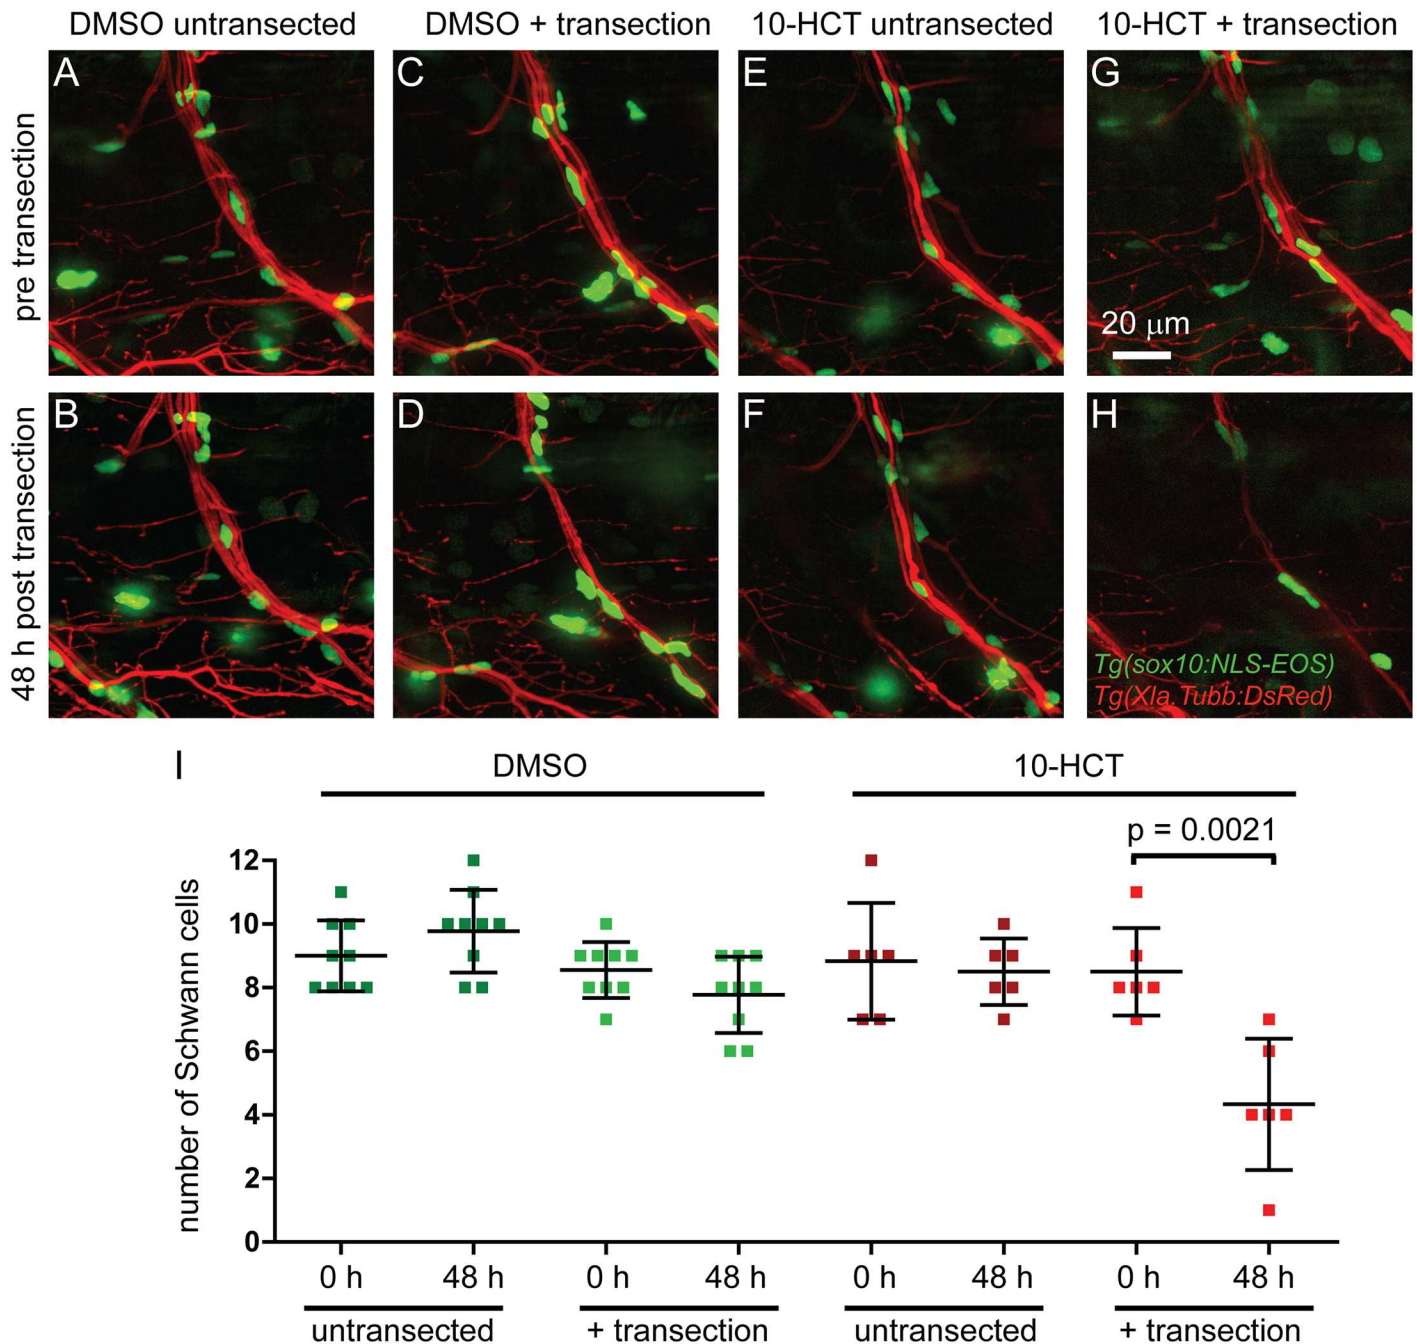 DMSO untransected
DMSO + transection
10-HCT untransected
10-HCT + transection
pre transection
A
C
E
G
20 μm
48 h post transection
B
D
F
H
Tg(sox10:NLS-EOS)
Tg(Xla.Tubb:DsRed)
I
DMSO
10-HCT
p = 0.0021
number of Schwann cells
12
10
8
6
4
2
0
0 h
48 h
0 h
48 h
0 h
48 h
0 h
48 h
untransected
+ transection
untransected
+ transection